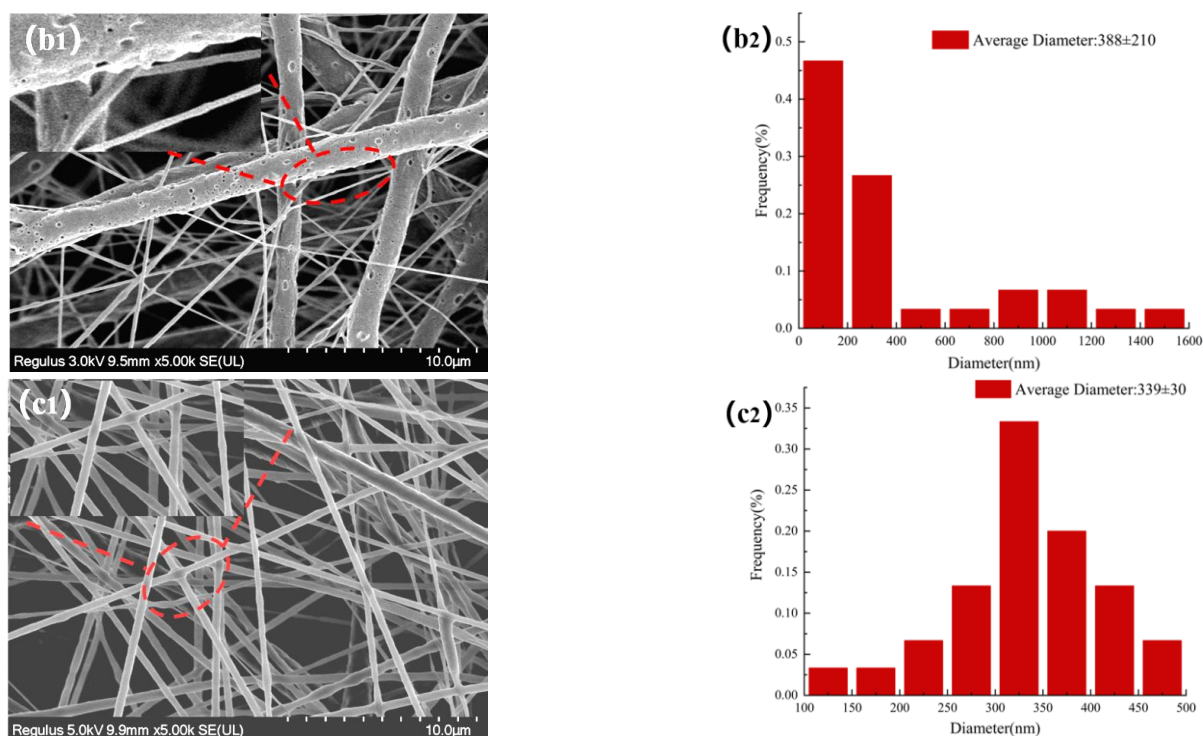 (b1)
Regulus 3.0kV 9.5mm x5.00k SE(UL)
10.0μm
(b2)
Average Diameter:388±210
Frequency(%)
0.5
0.4
0.3
0.2
0.1
0.0
0 200 400 600 800 1000 1200 1400 1600
Diameter(nm)
(c1)
Regulus 5.0kV 9.9mm x5.00k SE(UL)
10.0μm
(c2)
Average Diameter:339±30
Frequency(%)
0.35
0.30
0.25
0.20
0.15
0.10
0.05
0.00
100 150 200 250 300 350 400 450 500
Diameter(nm)